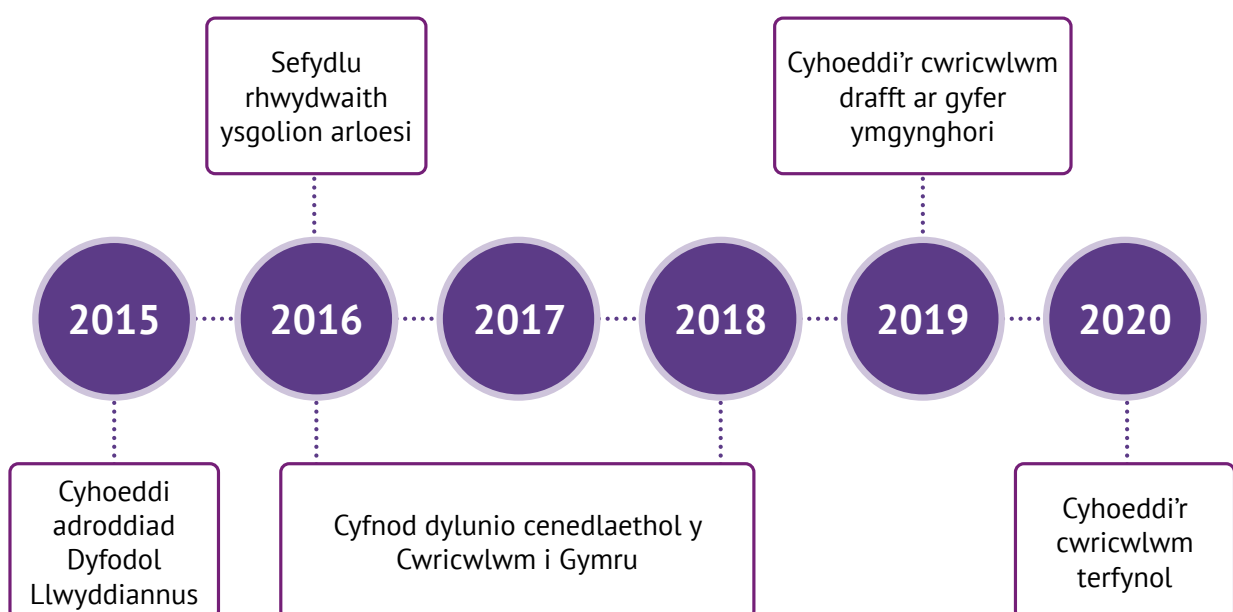 Sefydlu
rhwydwaith
ysgolion arloesi
Cyhoeddi’r cwricwlwm
drafft ar gyfer
ymgynghori
2015
2016
2017
2018
2019
2020
Cyhoeddi
adroddiad
Dyfodol
Llwyddiannus
Cyfnod dylunio cenedlaethol y
Cwricwlwm i Gymru
Cyhoeddi’r
cwricwlwm
terfynol